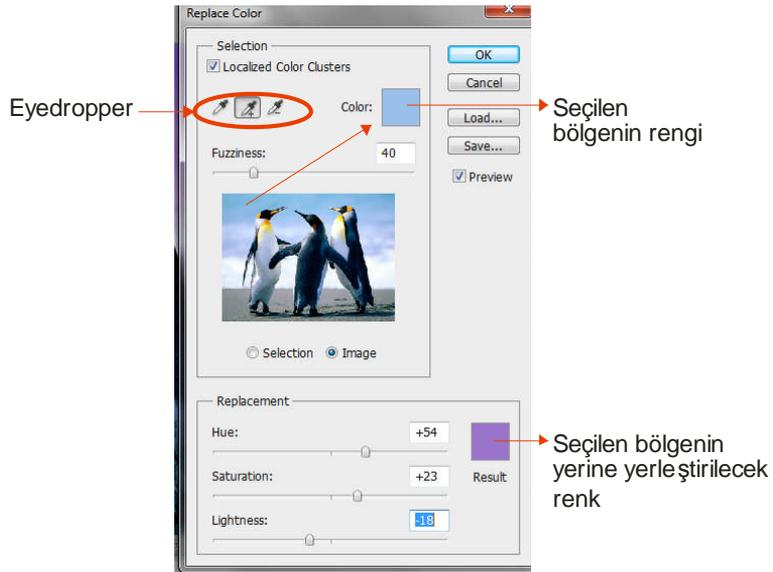 Replace Color
Selection
Localized Color Clusters
OK
Cancel
Eyedropper
Color:
Seçilen
bölgenin rengi
Load...
Save...
Fuzziness:
40
Preview
Selection
Image
Replacement
Hue:
+54
Saturation:
+23
Result
Lightness:
-18
Seçilen bölgenin
yerine yerleştirilecek
renk